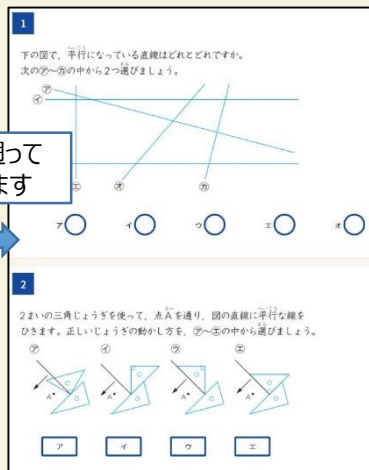 1
下の図で，平行になっている直線はどれとどれですか。
次の㋐～㋕の中から2つ選びましょう。
㋐
㋑
㋓ ㋔ ㋕
ア イ ウ エ オ
って
ます
2
2まいの三角じょうぎを使って，点Aを通り，図の直線に平行な線を
ひきます。正しいじょうぎの動かし方を，㋐～㋓の中から選びましょう。
㋐ ㋑ ㋒ ㋓
A A A A
ア イ ウ エ